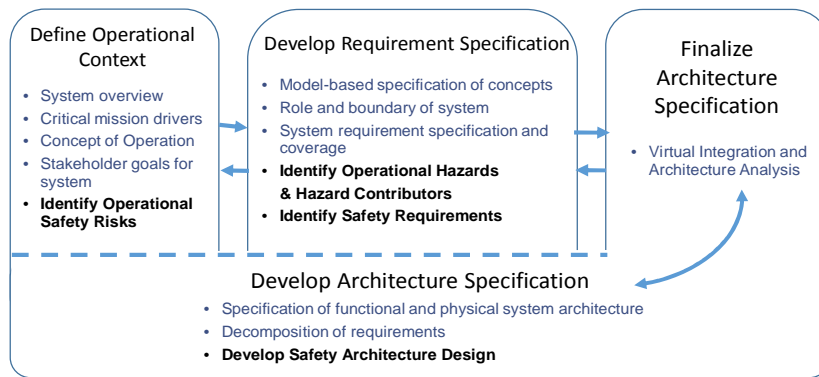 Define Operational
Context
• System overview
• Critical mission drivers
• Concept of Operation
• Stakeholder goals for
system
• Identify Operational
Safety Risks
Develop Requirement Specification
• Model-based specification of concepts
• Role and boundary of system
• System requirement specification and
coverage
• Identify Operational Hazards
& Hazard Contributors
• Identify Safety Requirements
Finalize
Architecture
Specification
• Virtual Integration and
Architecture Analysis
Develop Architecture Specification
• Specification of functional and physical system architecture
• Decomposition of requirements
• Develop Safety Architecture Design